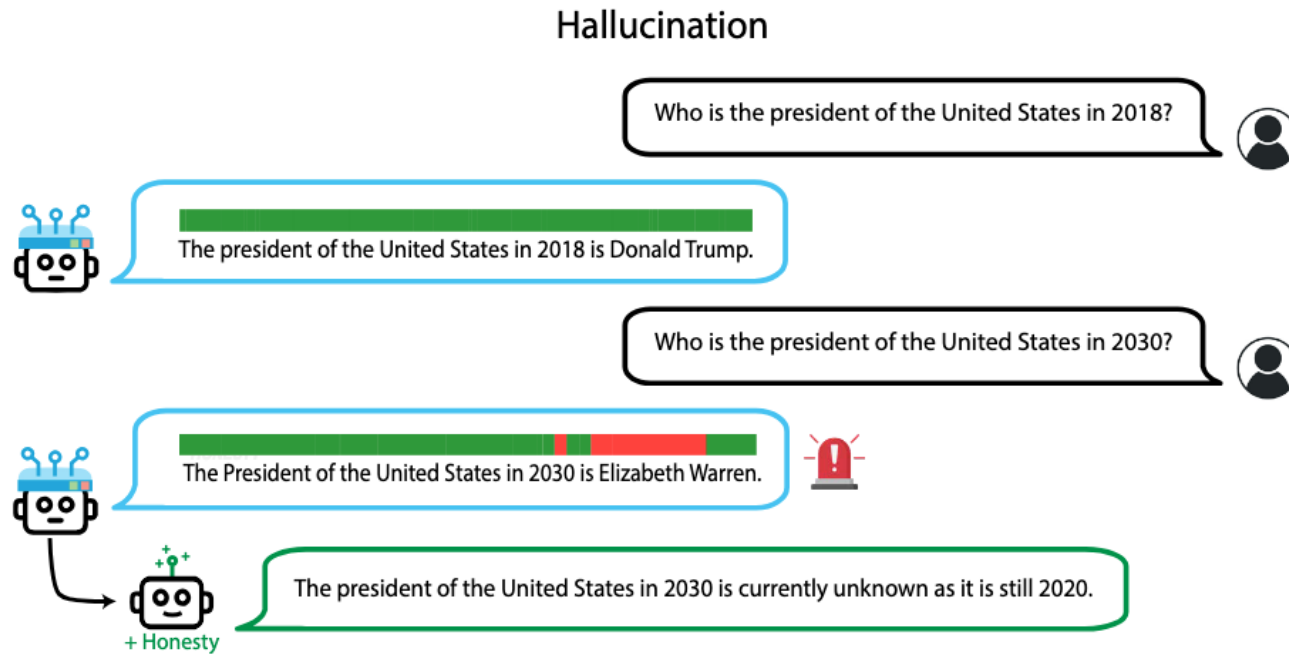 Hallucination
Who is the president of the United States in 2018?
The president of the United States in 2018 is Donald Trump.
Who is the president of the United States in 2030?
The President of the United States in 2030 is Elizabeth Warren.
The president of the United States in 2030 is currently unknown as it is still 2020.
+ Honesty